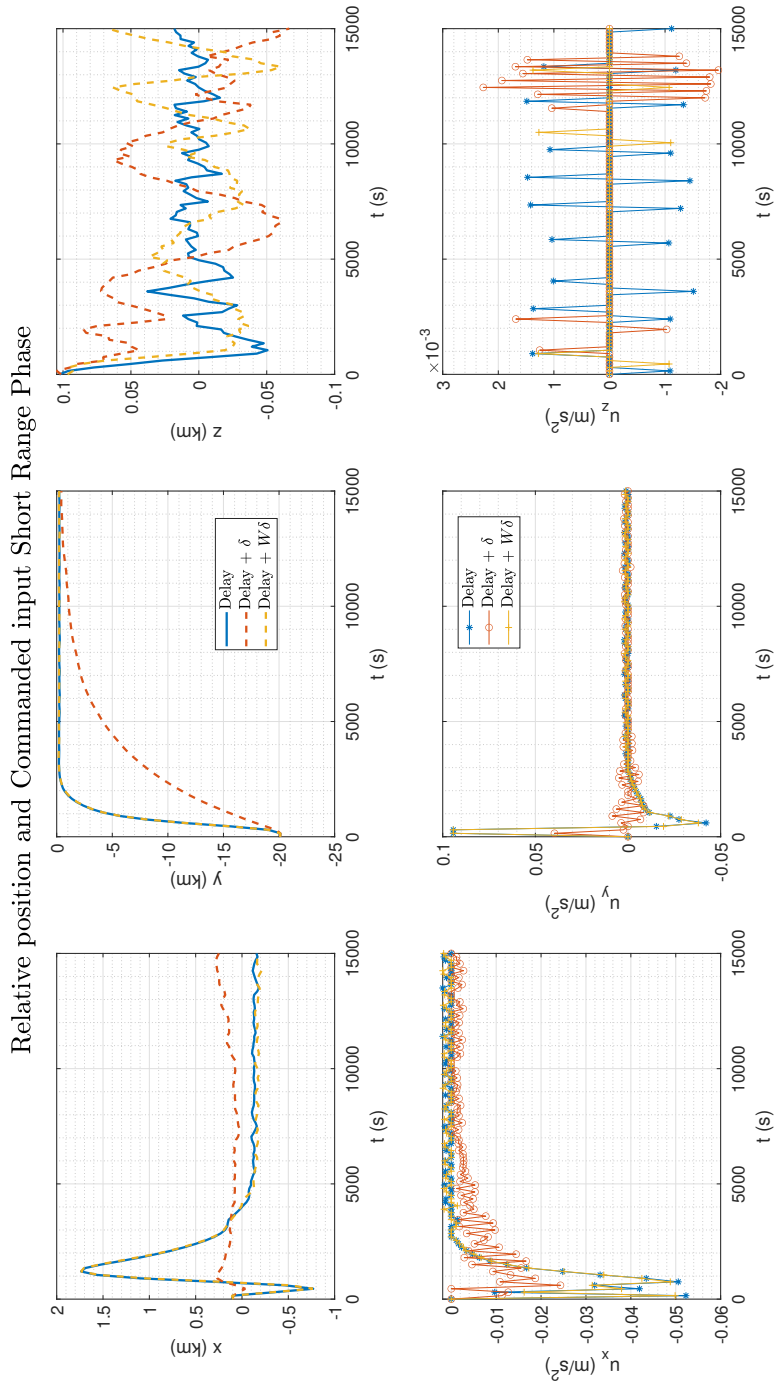 Relative position and Commanded input Short Range Phase
x (km)
2
1.5
1
0.5
0
-0.5
-1
0 5000 10000 15000
t (s)
y (km)
0
-5
-10
-15
-20
-25
0 5000 10000 15000
t (s)
Delay
Delay + δ
Delay + Wδ
z (km)
0.1
0.05
0
-0.05
-0.1
0 5000 10000 15000
t (s)
u_x (m/s²)
0
-0.01
-0.02
-0.03
-0.04
-0.05
-0.06
0 5000 10000 15000
t (s)
u_y (m/s²)
0.1
0.05
0
-0.05
0 5000 10000 15000
t (s)
Delay
Delay + δ
Delay + Wδ
×10⁻³
u_z (m/s²)
3
2
1
0
-1
-2
0 5000 10000 15000
t (s)